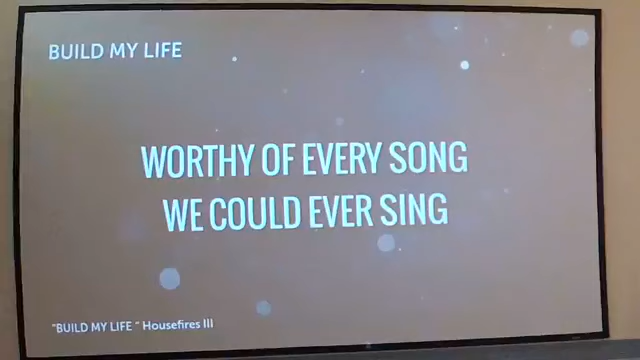 BUILD MY LIFE
WORTHY OF EVERY SONG
WE COULD EVER SING
"BUILD MY LIFE " Housefires III